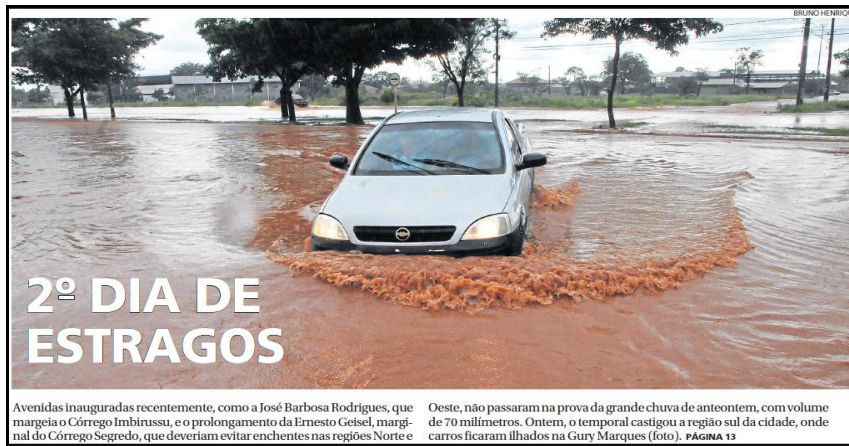 BRUNO HENRIQU
2º DIA DE
ESTRAGOS
Avenidas inauguradas recentemente, como a José Barbosa Rodrigues, que
margeia o Córrego Imbirussu, e o prolongamento da Ernesto Geisel, margi-
nal do Córrego Segredo, que deveriam evitar enchentes nas regiões Norte e
Oeste, não passaram na prova da grande chuva de anteontem, com volume
de 70 milímetros. Ontem, o temporal castigou a região sul da cidade, onde
carros ficaram ilhados na Gury Marques (foto). PÁGINA 13